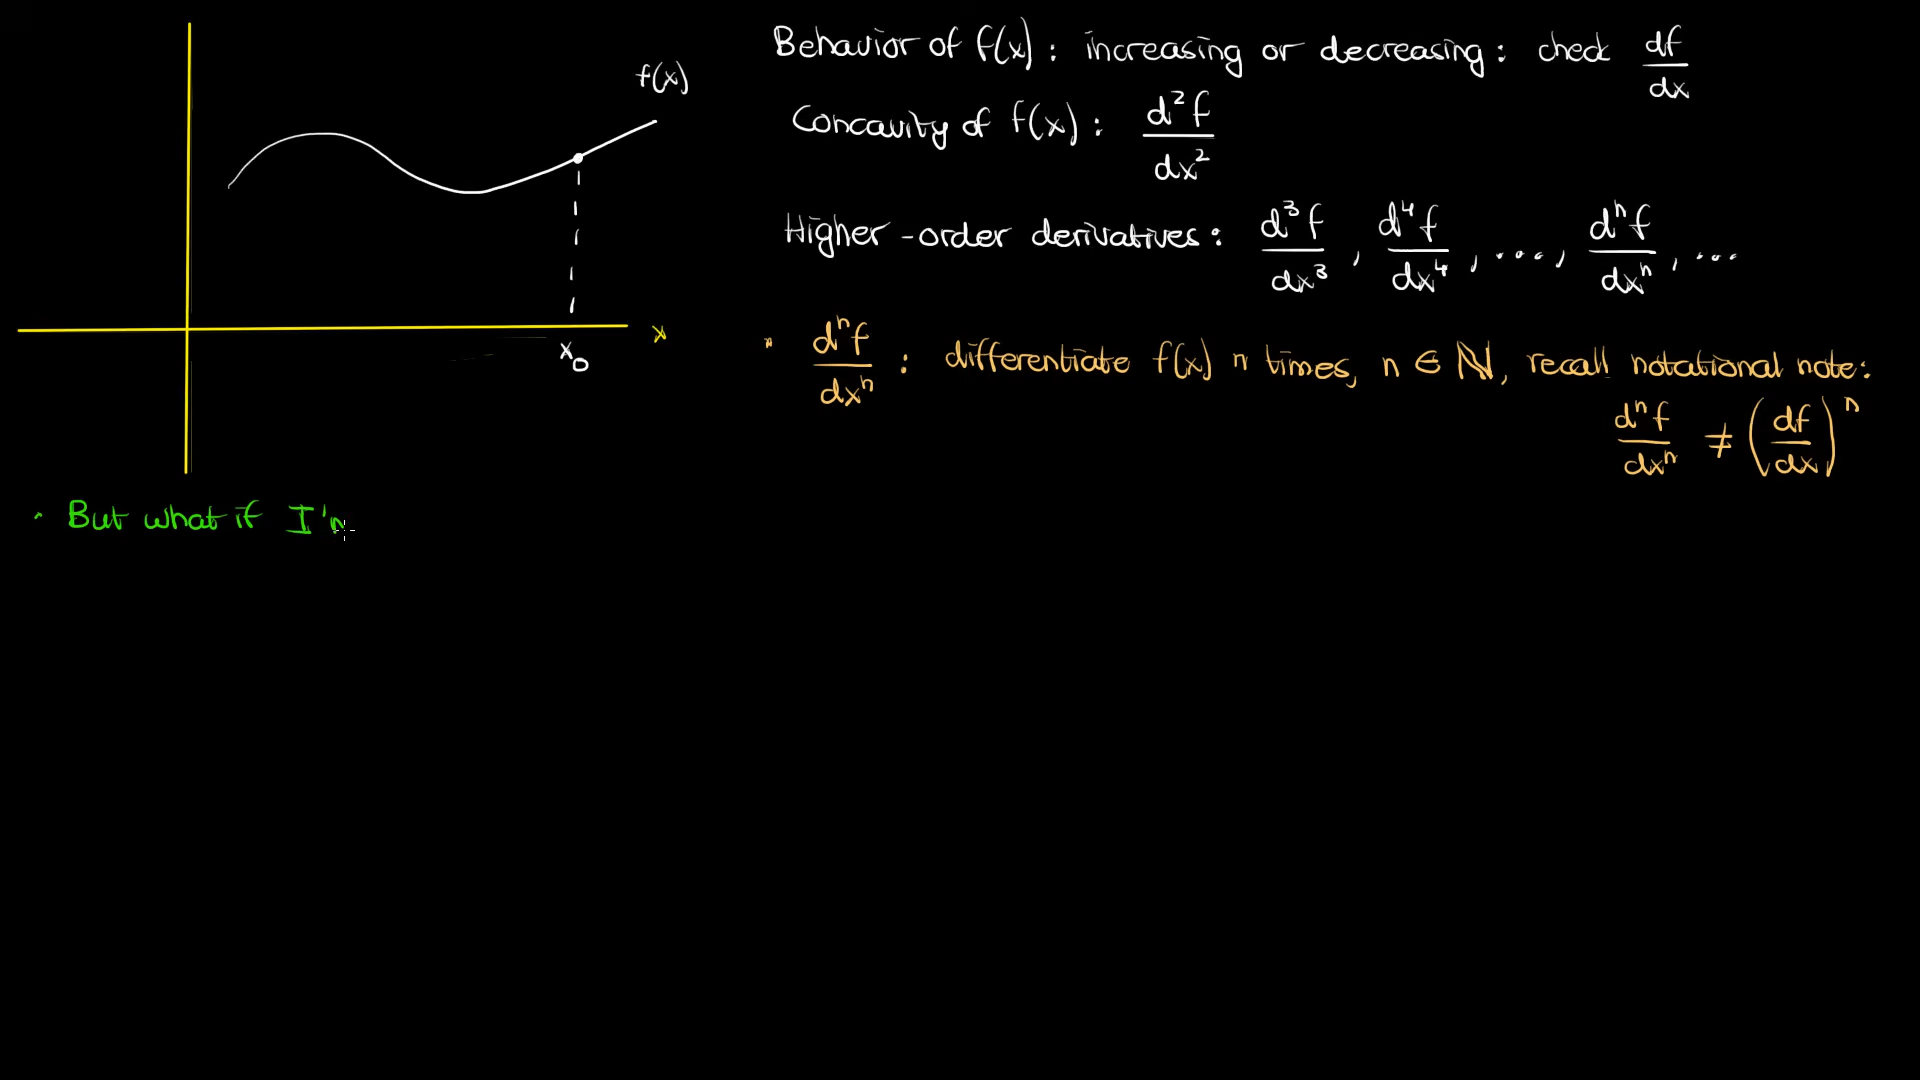 f(x)
x
x₀
Behavior of f(x): increasing or decreasing: check df/dx
Concavity of f(x): d²f/dx²
Higher-order derivatives: d³f/dx³, d⁴f/dx⁴, ...., dⁿf/dxⁿ, ...
· dⁿf/dxⁿ : differentiate f(x) n times, n ∈ ℕ, recall notational note:
dⁿf/dxⁿ ≠ (df/dx)ⁿ
· But what if I'm